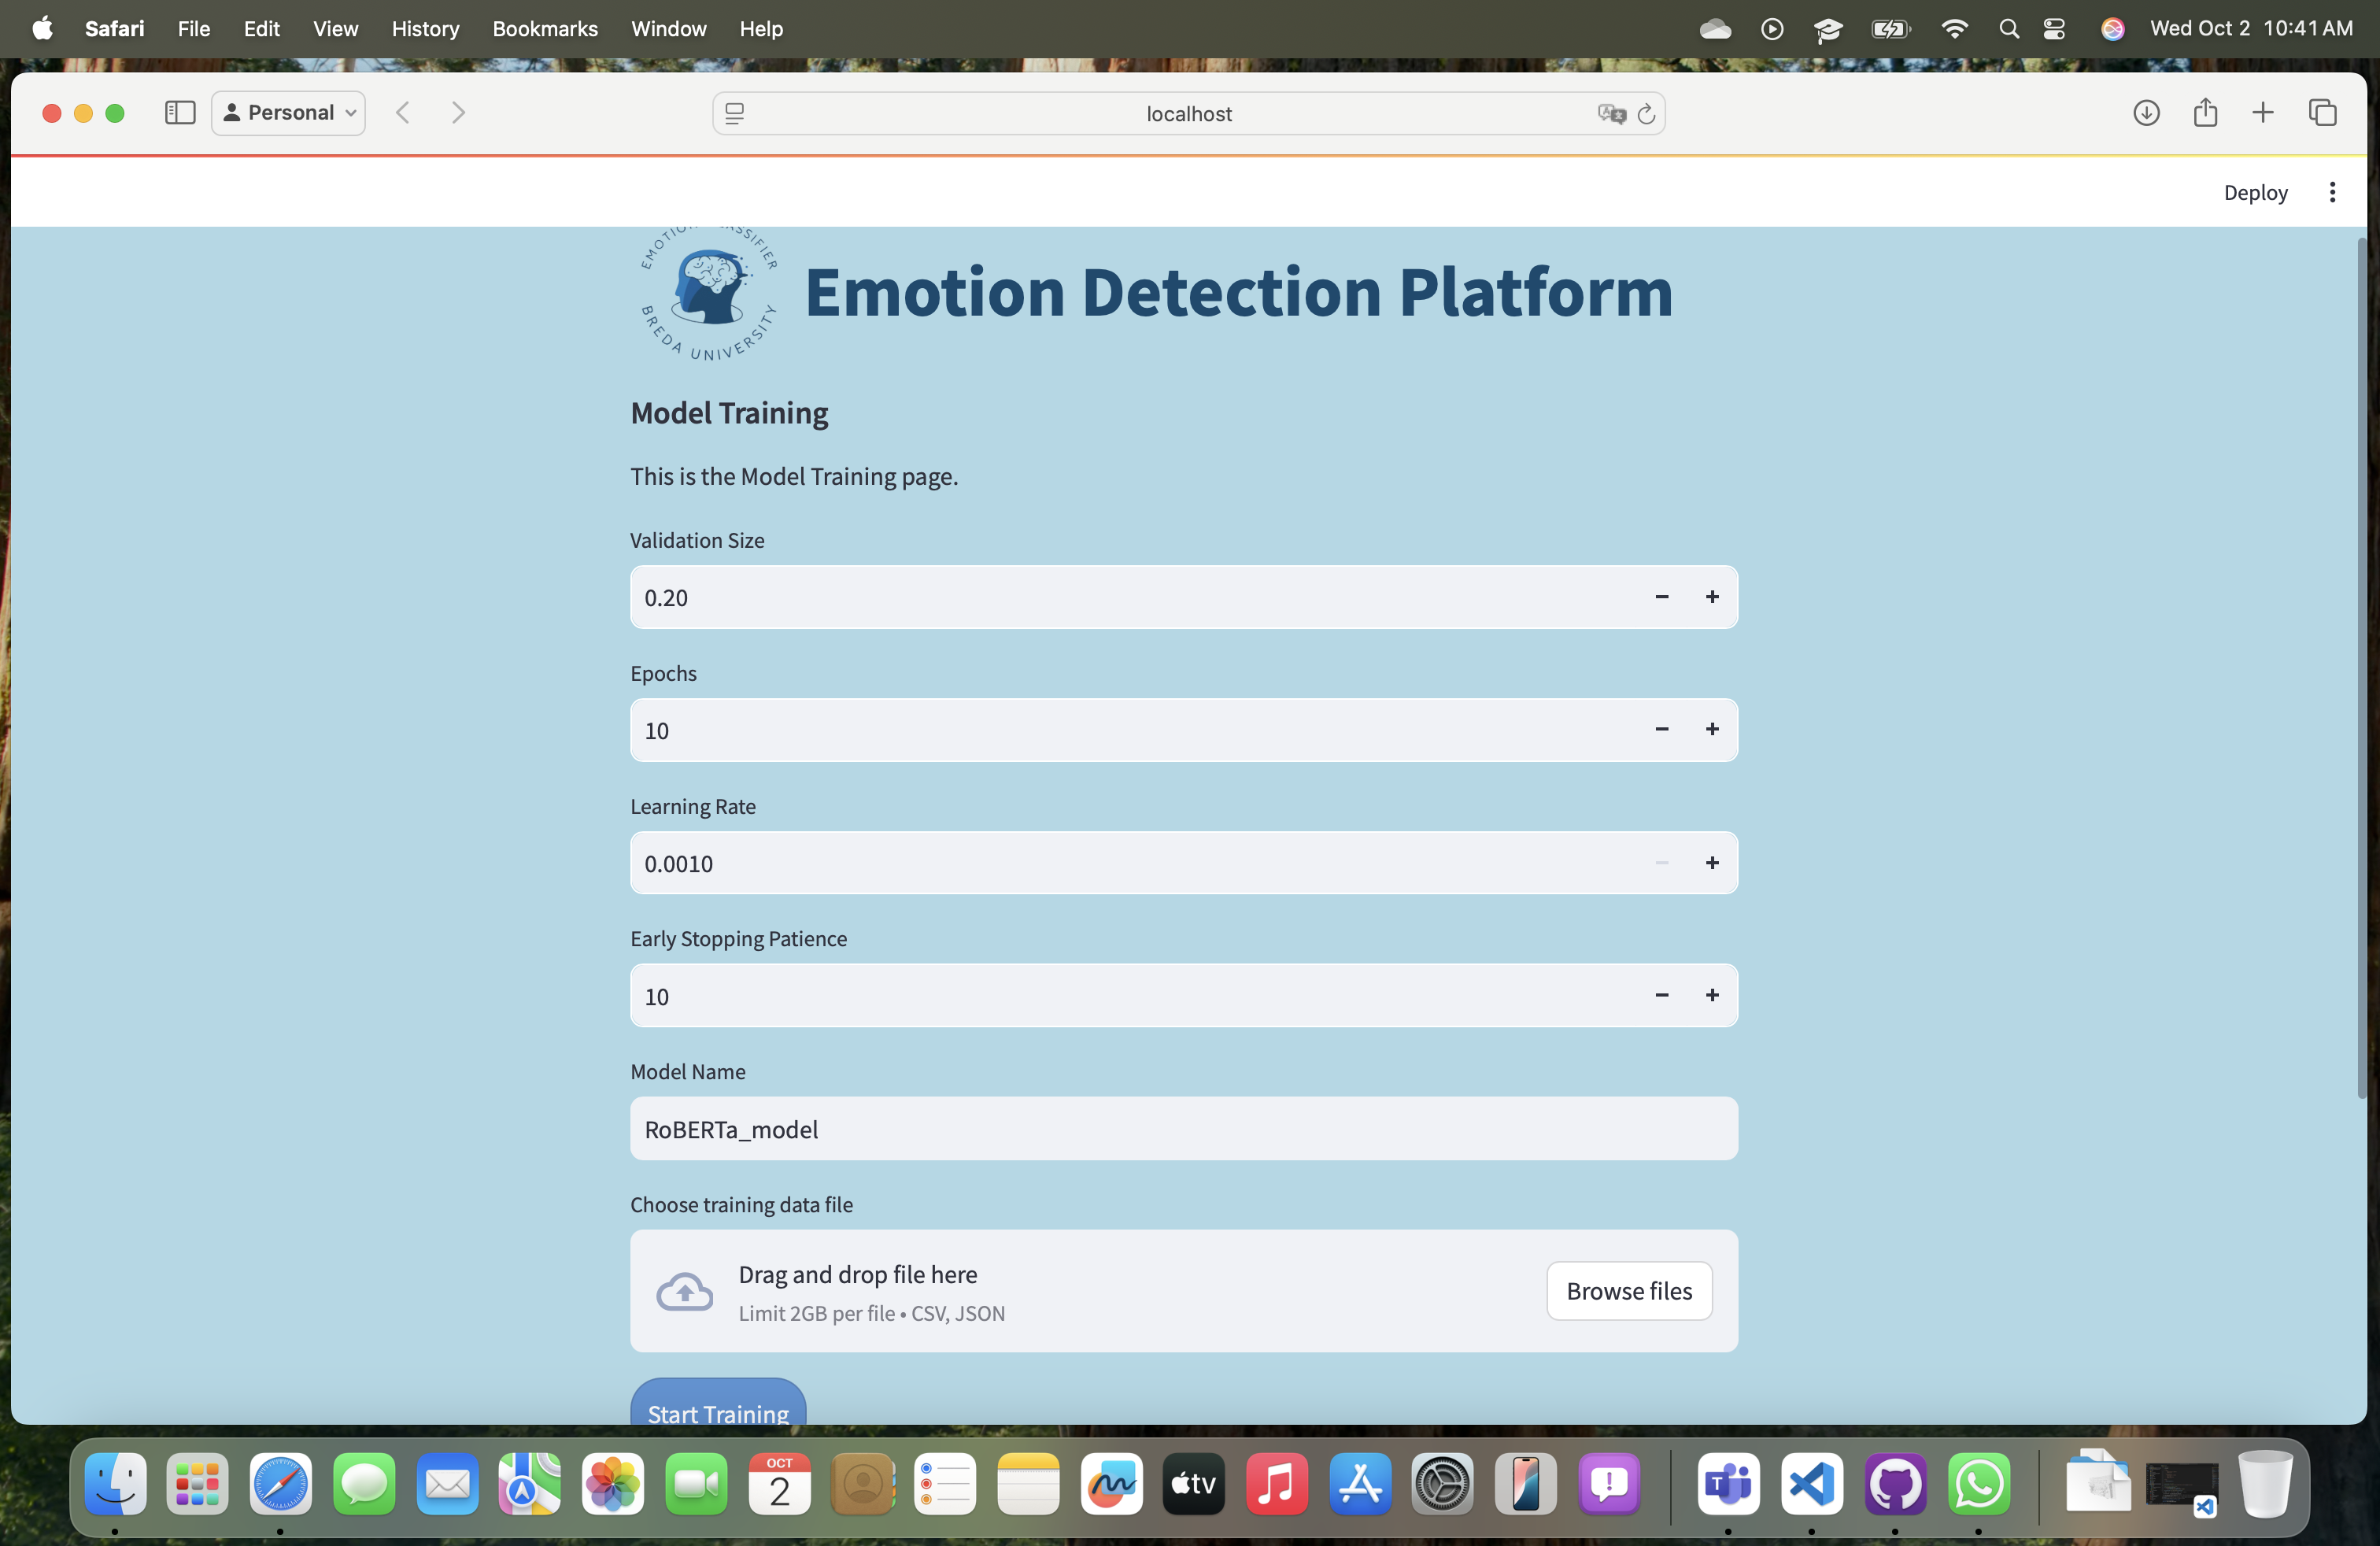 Safari File Edit View History Bookmarks Window Help Wed Oct 2 10:41 AM
Personal localhost
Deploy
EMOTION CLASSIFIER
BREDA UNIVERSITY
Emotion Detection Platform
Model Training
This is the Model Training page.
Validation Size
0.20 − +
Epochs
10 − +
Learning Rate
0.0010 − +
Early Stopping Patience
10 − +
Model Name
RoBERTa_model
Choose training data file
Drag and drop file here
Limit 2GB per file • CSV, JSON
Browse files
Start Training
OCT
2
tv
T